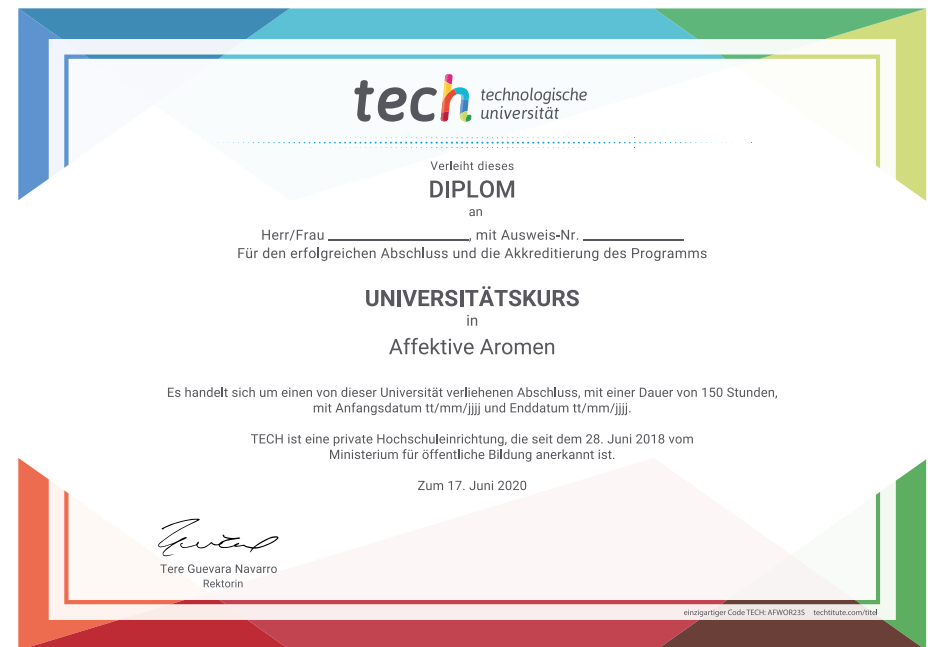 tech technologische
universität
Verleiht dieses
DIPLOM
an
Herr/Frau ____________________, mit Ausweis-Nr. ______________
Für den erfolgreichen Abschluss und die Akkreditierung des Programms
UNIVERSITÄTSKURS
in
Affektive Aromen
Es handelt sich um einen von dieser Universität verliehenen Abschluss, mit einer Dauer von 150 Stunden,
mit Anfangsdatum tt/mm/jjjj und Enddatum tt/mm/jjjj.
TECH ist eine private Hochschuleinrichtung, die seit dem 28. Juni 2018 vom
Ministerium für öffentliche Bildung anerkannt ist.
Zum 17. Juni 2020
Tere Guevara Navarro
Rektorin
einzigartiger Code TECH: AFWOR23S techtitute.com/titel